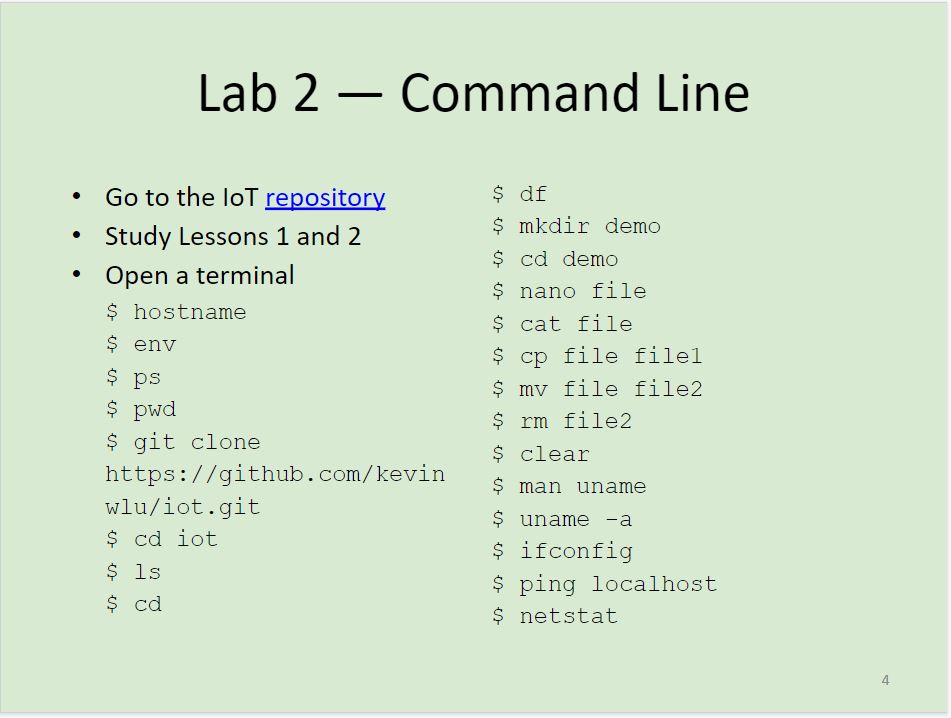 Lab 2 — Command Line
• Go to the IoT repository
• Study Lessons 1 and 2
• Open a terminal
$ hostname
$ env
$ ps
$ pwd
$ git clone
https://github.com/kevin
wlu/iot.git
$ cd iot
$ ls
$ cd
$ df
$ mkdir demo
$ cd demo
$ nano file
$ cat file
$ cp file file1
$ mv file file2
$ rm file2
$ clear
$ man uname
$ uname –a
$ ifconfig
$ ping localhost
$ netstat
4